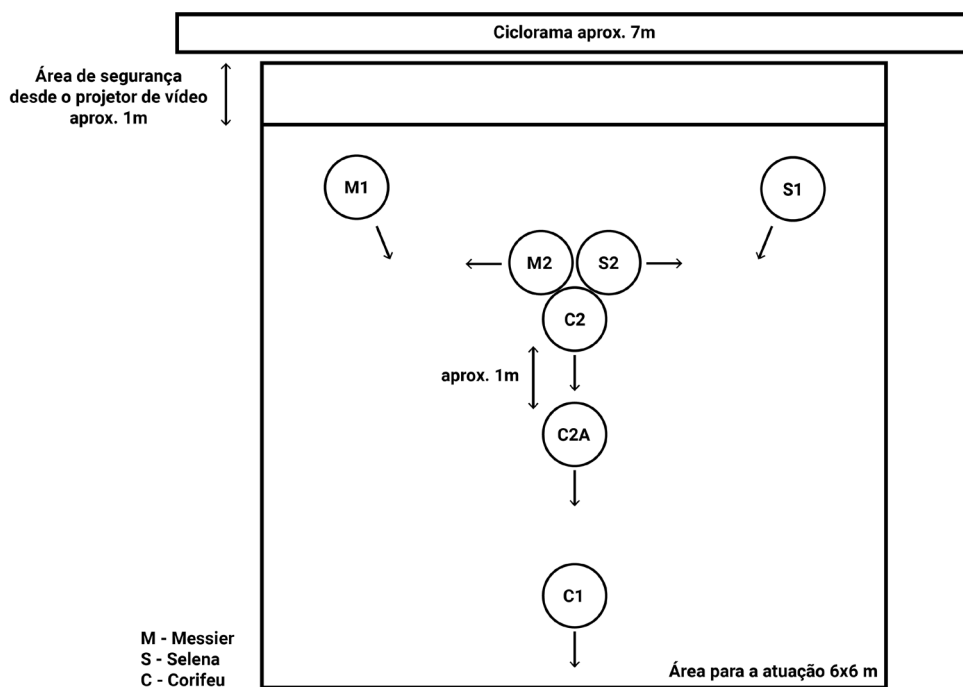 Ciclorama aprox. 7m
Área de segurança
desde o projetor de vídeo
aprox. 1m
M1
S1
M2
S2
C2
aprox. 1m
C2A
C1
M - Messier
S - Selena
C - Corifeu
Área para a atuação 6x6 m